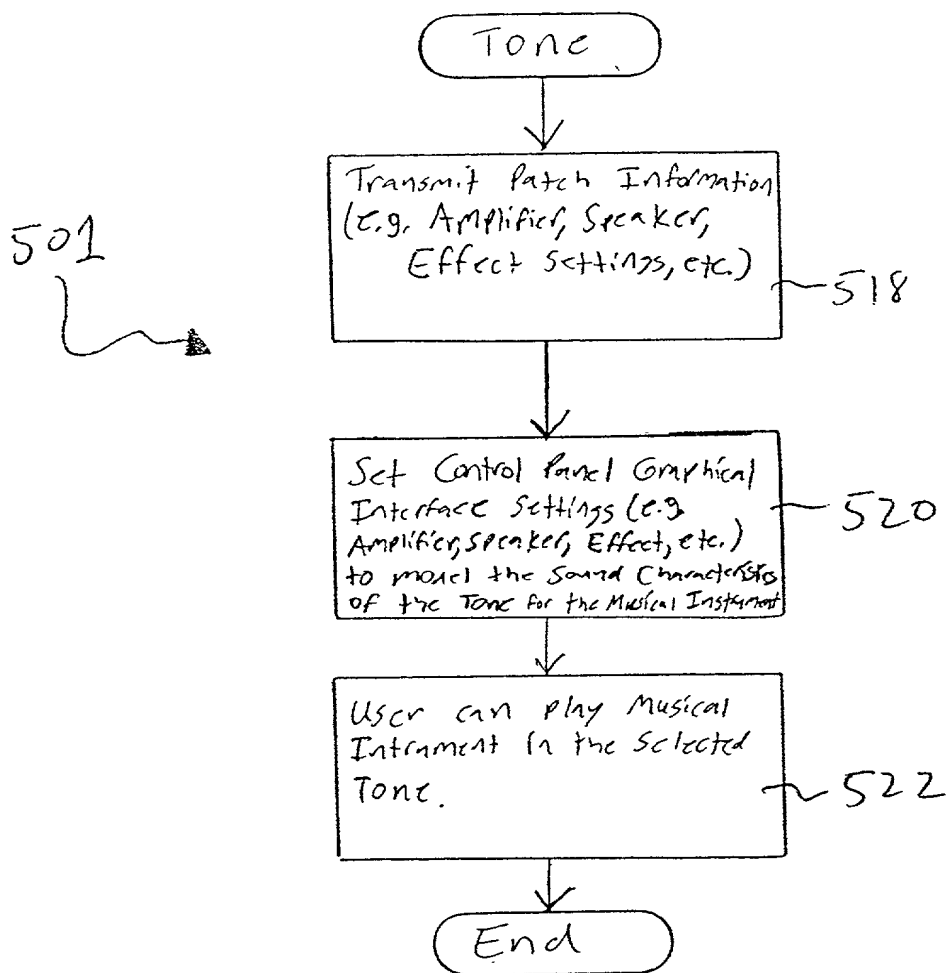 Tone
Transmit Patch Information
(e.g. Amplifier, Speaker,
Effect Settings, etc.)
518
501
Set Control Panel Graphical
Interface Settings (e.g.
Amplifier, Speaker, Effect, etc.)
to model the Sound Characteristics
of the Tone for the Musical Instrument
520
User can play Musical
Intrument in the Selected
Tone.
522
End